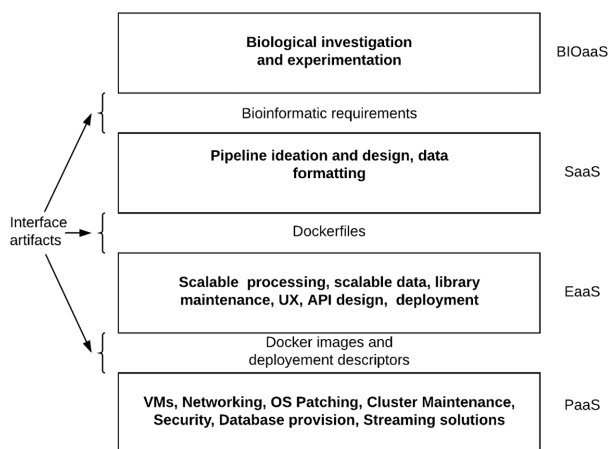 Biological investigation
and experimentation
BIOaaS
Bioinformatic requirements
Pipeline ideation and design, data
formatting
SaaS
Interface
artifacts
Dockerfiles
Scalable processing, scalable data, library
maintenance, UX, API design, deployment
EaaS
Docker images and
deployement descriptors
VMs, Networking, OS Patching, Cluster Maintenance,
Security, Database provision, Streaming solutions
PaaS